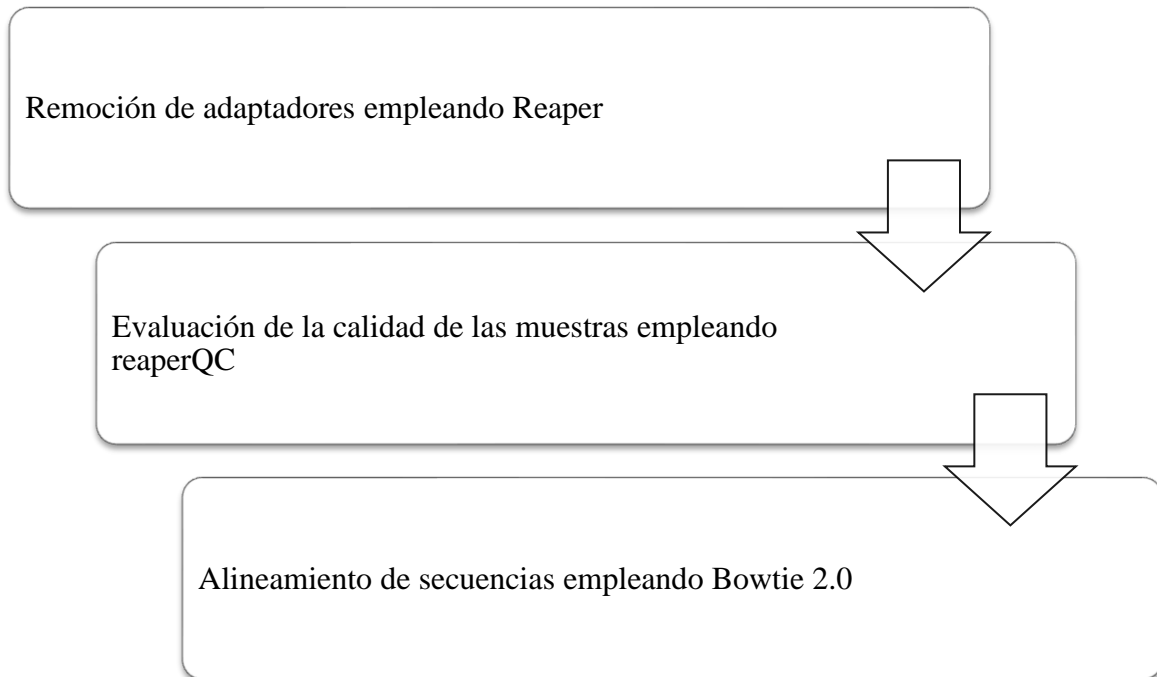 Remoción de adaptadores empleando Reaper
Evaluación de la calidad de las muestras empleando
reaperQC
Alineamiento de secuencias empleando Bowtie 2.0